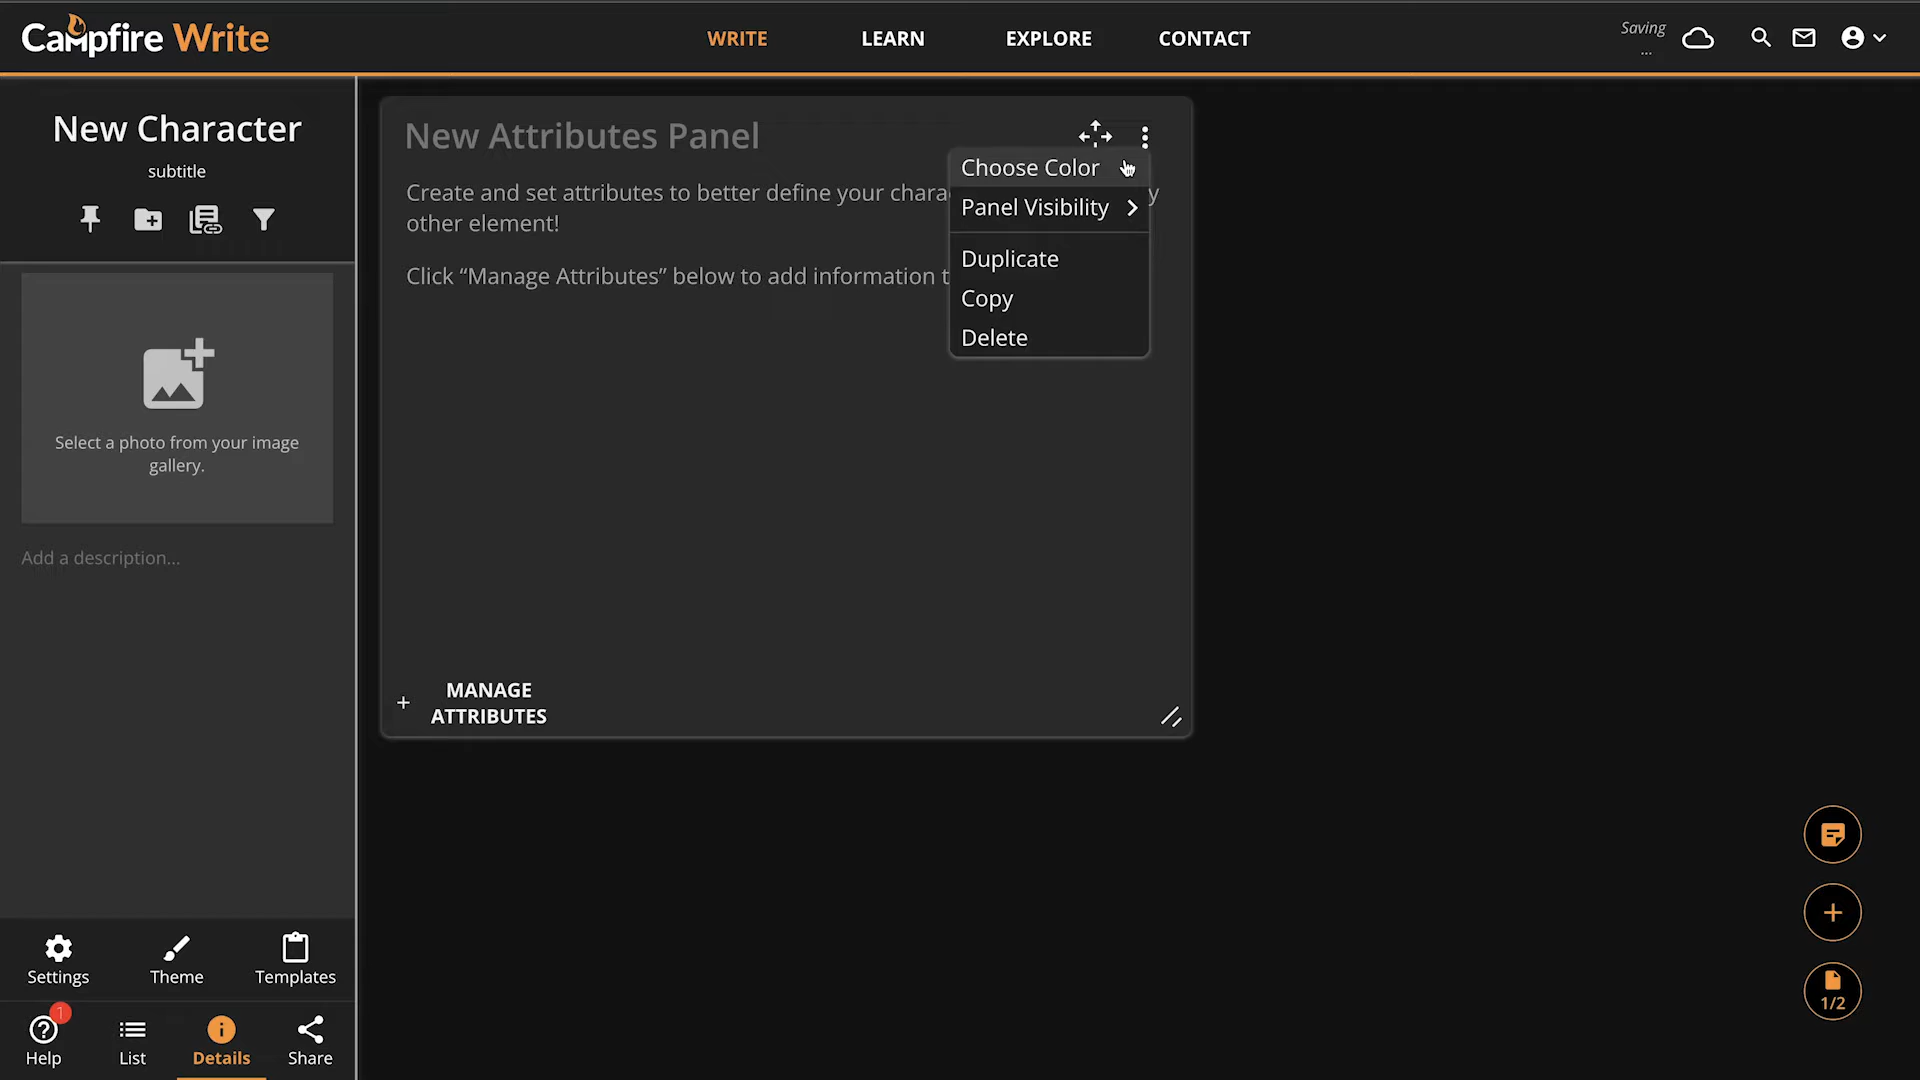 Campfire Write
WRITE
LEARN
EXPLORE
CONTACT
Saving
...
New Character
subtitle
Select a photo from your image
gallery.
Add a description...
New Attributes Panel
Create and set attributes to better define your
other element!
Click “Manage Attributes” below to add information
Choose Color
Panel Visibility
Duplicate
Copy
Delete
+ MANAGE
ATTRIBUTES
1/2
Settings
Theme
Templates
1
Help
List
Details
Share